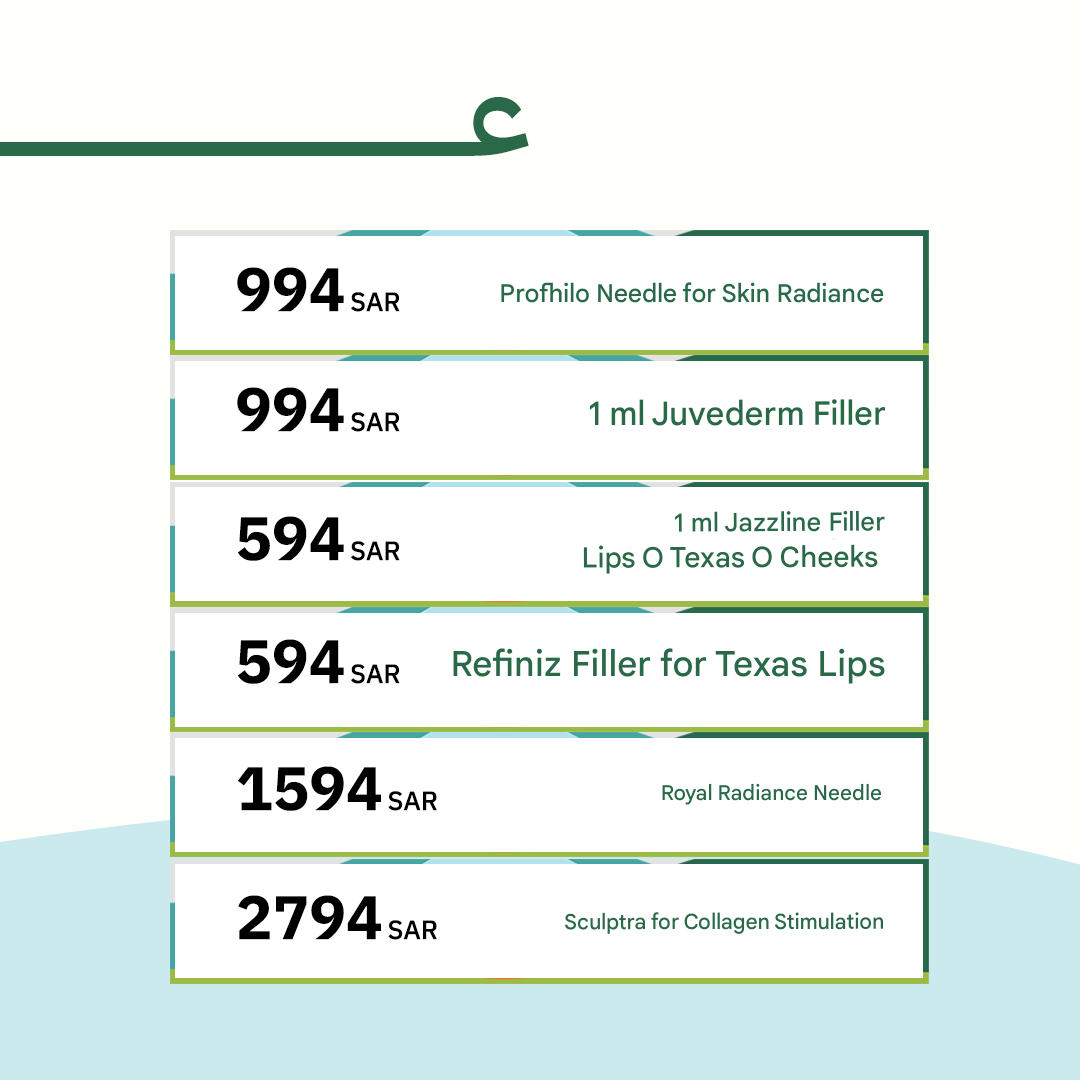 994 SAR Profhilo Needle for Skin Radiance
994 SAR 1 ml Juvederm Filler
594 SAR 1 ml Jazzline Filler
Lips O Texas O Cheeks
594 SAR Refiniz Filler for Texas Lips
1594 SAR Royal Radiance Needle
2794 SAR Sculptra for Collagen Stimulation